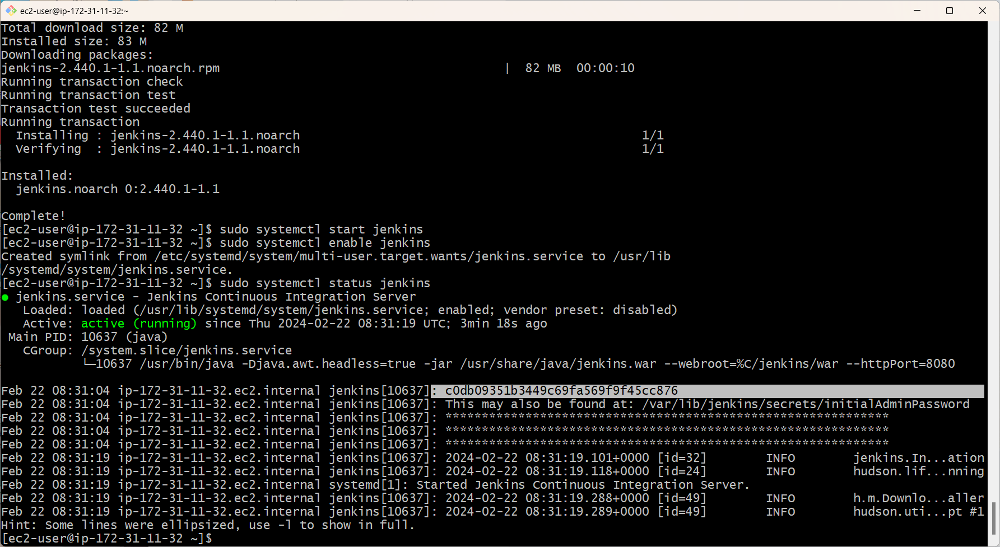 ec2-user@ip-172-31-11-32:~
Total download size: 82 M
Installed size: 83 M
Downloading packages:
jenkins-2.440.1-1.1.noarch.rpm | 82 MB 00:00:10
Running transaction check
Running transaction test
Transaction test succeeded
Running transaction
  Installing : jenkins-2.440.1-1.1.noarch 1/1
  Verifying  : jenkins-2.440.1-1.1.noarch 1/1
Installed:
  jenkins.noarch 0:2.440.1-1.1
Complete!
[ec2-user@ip-172-31-11-32 ~]$ sudo systemctl start jenkins
[ec2-user@ip-172-31-11-32 ~]$ sudo systemctl enable jenkins
Created symlink from /etc/systemd/system/multi-user.target.wants/jenkins.service to /usr/lib
/systemd/system/jenkins.service.
[ec2-user@ip-172-31-11-32 ~]$ sudo systemctl status jenkins
● jenkins.service - Jenkins Continuous Integration Server
   Loaded: loaded (/usr/lib/systemd/system/jenkins.service; enabled; vendor preset: disabled)
   Active: active (running) since Thu 2024-02-22 08:31:19 UTC; 3min 18s ago
 Main PID: 10637 (java)
   CGroup: /system.slice/jenkins.service
           └─10637 /usr/bin/java -Djava.awt.headless=true -jar /usr/share/java/jenkins.war --webroot=%C/jenkins/war --httpPort=8080
Feb 22 08:31:04 ip-172-31-11-32.ec2.internal jenkins[10637]: c0db09351b3449c69fa569f9f45cc876
Feb 22 08:31:04 ip-172-31-11-32.ec2.internal jenkins[10637]: This may also be found at: /var/lib/jenkins/secrets/initialAdminPassword
Feb 22 08:31:04 ip-172-31-11-32.ec2.internal jenkins[10637]: *************************************************************
Feb 22 08:31:04 ip-172-31-11-32.ec2.internal jenkins[10637]: *************************************************************
Feb 22 08:31:04 ip-172-31-11-32.ec2.internal jenkins[10637]: *************************************************************
Feb 22 08:31:19 ip-172-31-11-32.ec2.internal jenkins[10637]: 2024-02-22 08:31:19.101+0000 [id=32] INFO jenkins.In...ation
Feb 22 08:31:19 ip-172-31-11-32.ec2.internal jenkins[10637]: 2024-02-22 08:31:19.118+0000 [id=24] INFO hudson.lif...nning
Feb 22 08:31:19 ip-172-31-11-32.ec2.internal systemd[1]: Started Jenkins Continuous Integration Server.
Feb 22 08:31:19 ip-172-31-11-32.ec2.internal jenkins[10637]: 2024-02-22 08:31:19.288+0000 [id=49] INFO h.m.Downlo...aller
Feb 22 08:31:19 ip-172-31-11-32.ec2.internal jenkins[10637]: 2024-02-22 08:31:19.289+0000 [id=49] INFO hudson.uti...pt #1
Hint: Some lines were ellipsized, use -l to show in full.
[ec2-user@ip-172-31-11-32 ~]$